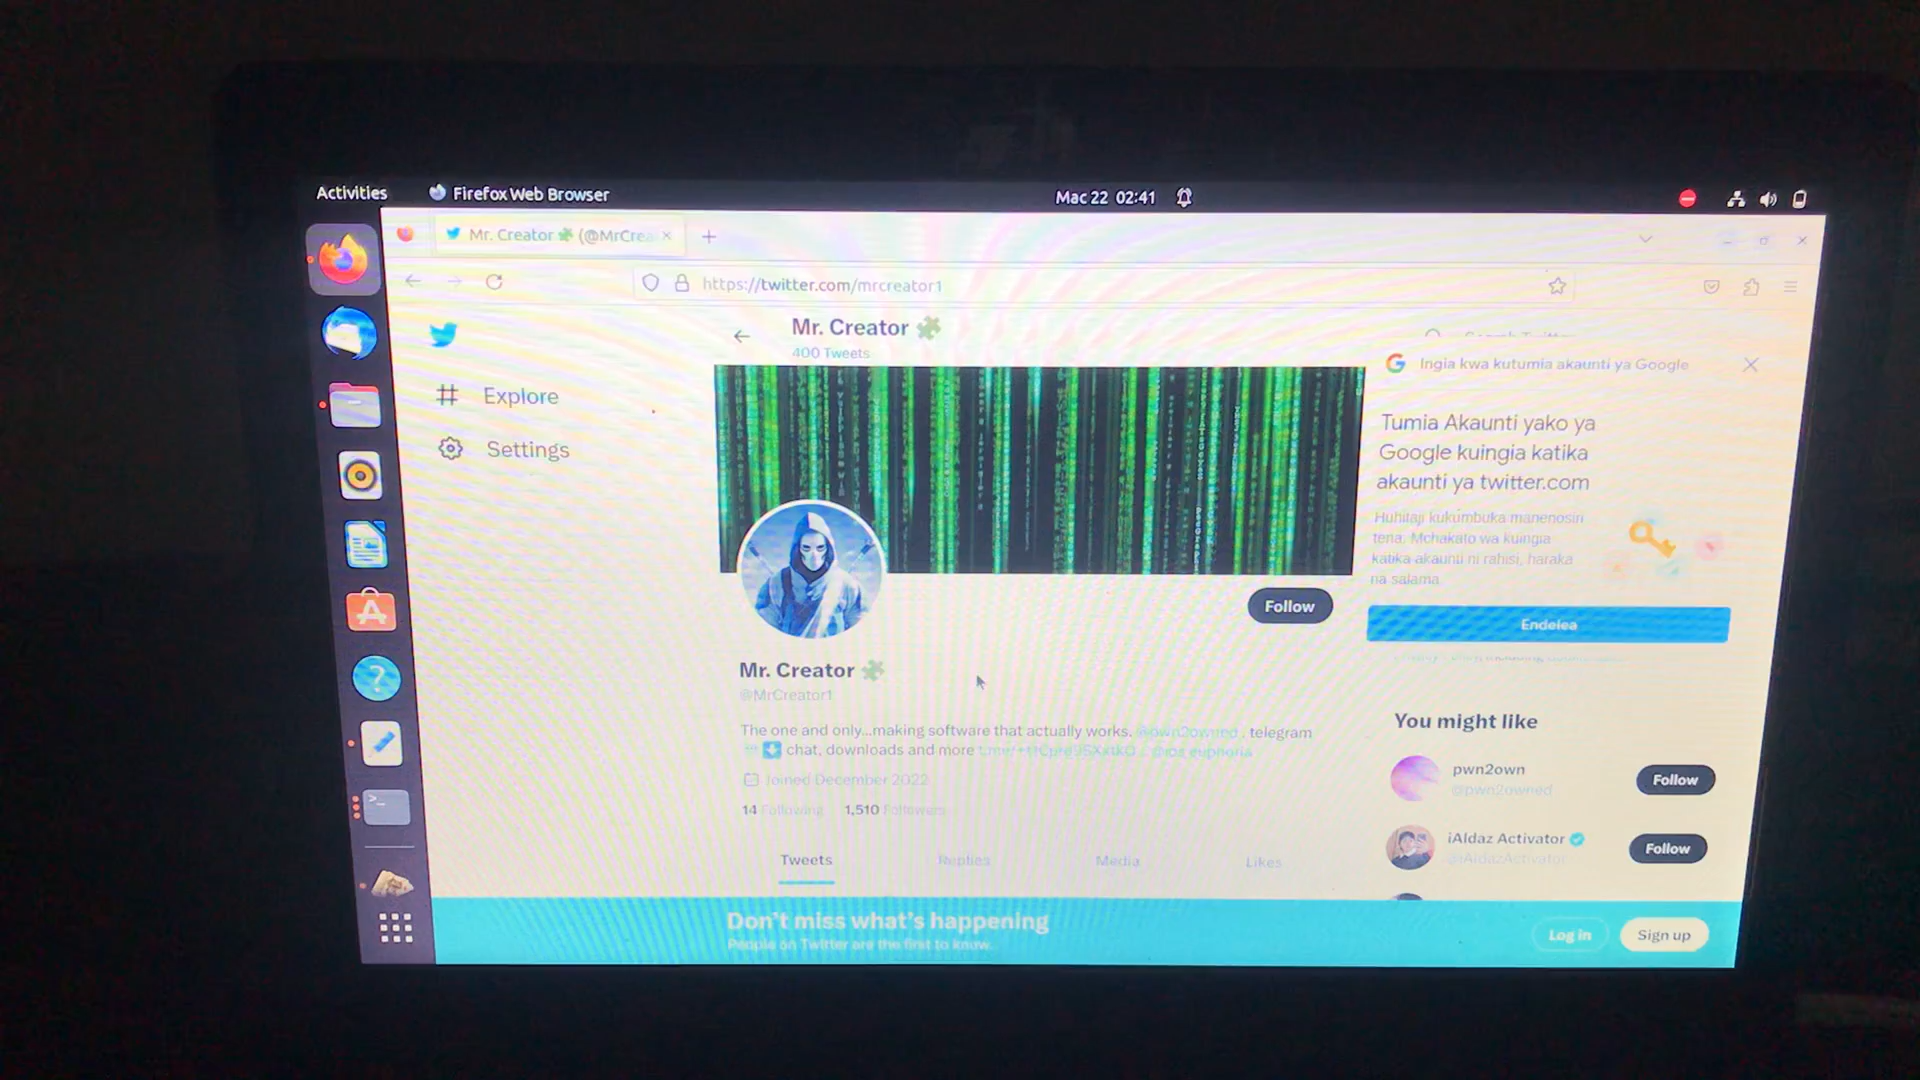 Activities
Firefox Web Browser
Mac 22 02:41
Mr. Creator (@MrCrea
https://twitter.com/mrcreator1
Mr. Creator
400 Tweets
Explore
Settings
Follow
Mr. Creator
@MrCreator1
The one and only...making software that actually works. @pwn2owned . telegram
chat, downloads and more
Joined December 2022
14 Following 1,510 Followers
Tweets Replies Media Likes
Ingia kwa kutumia akaunti ya Google
Tumia Akaunti yako ya
Google kuingia katika
akaunti ya twitter.com
Huhitaji kukumbuka manenosiri
tena. Mchakato wa kuingia
katika akaunti ni rahisi, haraka
na salama.
Endelea
You might like
pwn2own
@pwn2owned
Follow
iAldaz Activator
@iAldazActivator
Follow
Don't miss what's happening
People on Twitter are the first to know.
Log in
Sign up